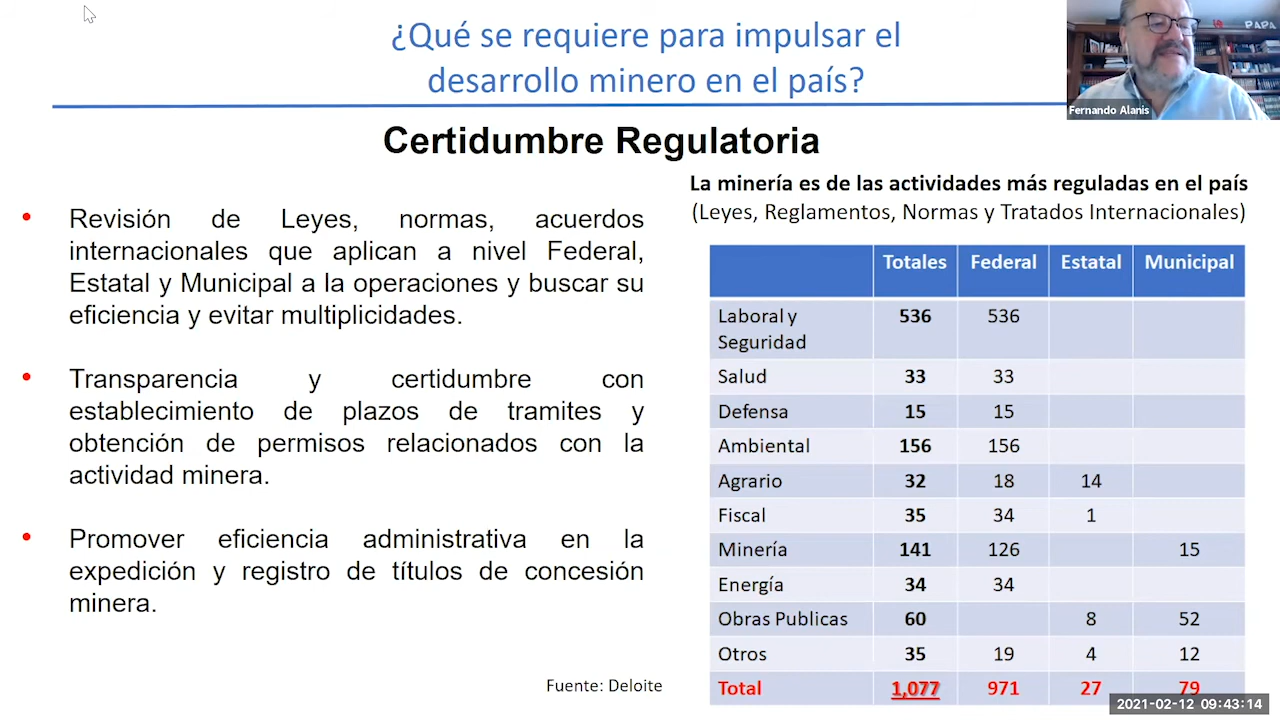 ¿Qué se requiere para impulsar el
desarrollo minero en el país?
PAPA
Fernando Alanis
Certidumbre Regulatoria
• Revisión de Leyes, normas, acuerdos
internacionales que aplican a nivel Federal,
Estatal y Municipal a la operaciones y buscar su
eficiencia y evitar multiplicidades.
• Transparencia y certidumbre con
establecimiento de plazos de tramites y
obtención de permisos relacionados con la
actividad minera.
• Promover eficiencia administrativa en la
expedición y registro de títulos de concesión
minera.
Fuente: Deloite
La minería es de las actividades más reguladas en el país
(Leyes, Reglamentos, Normas y Tratados Internacionales)
Totales Federal Estatal Municipal
Laboral y
Seguridad 536 536
Salud 33 33
Defensa 15 15
Ambiental 156 156
Agrario 32 18 14
Fiscal 35 34 1
Minería 141 126 15
Energía 34 34
Obras Publicas 60 8 52
Otros 35 19 4 12
Total 1,077 971 27 79
2021-02-12 09:43:14